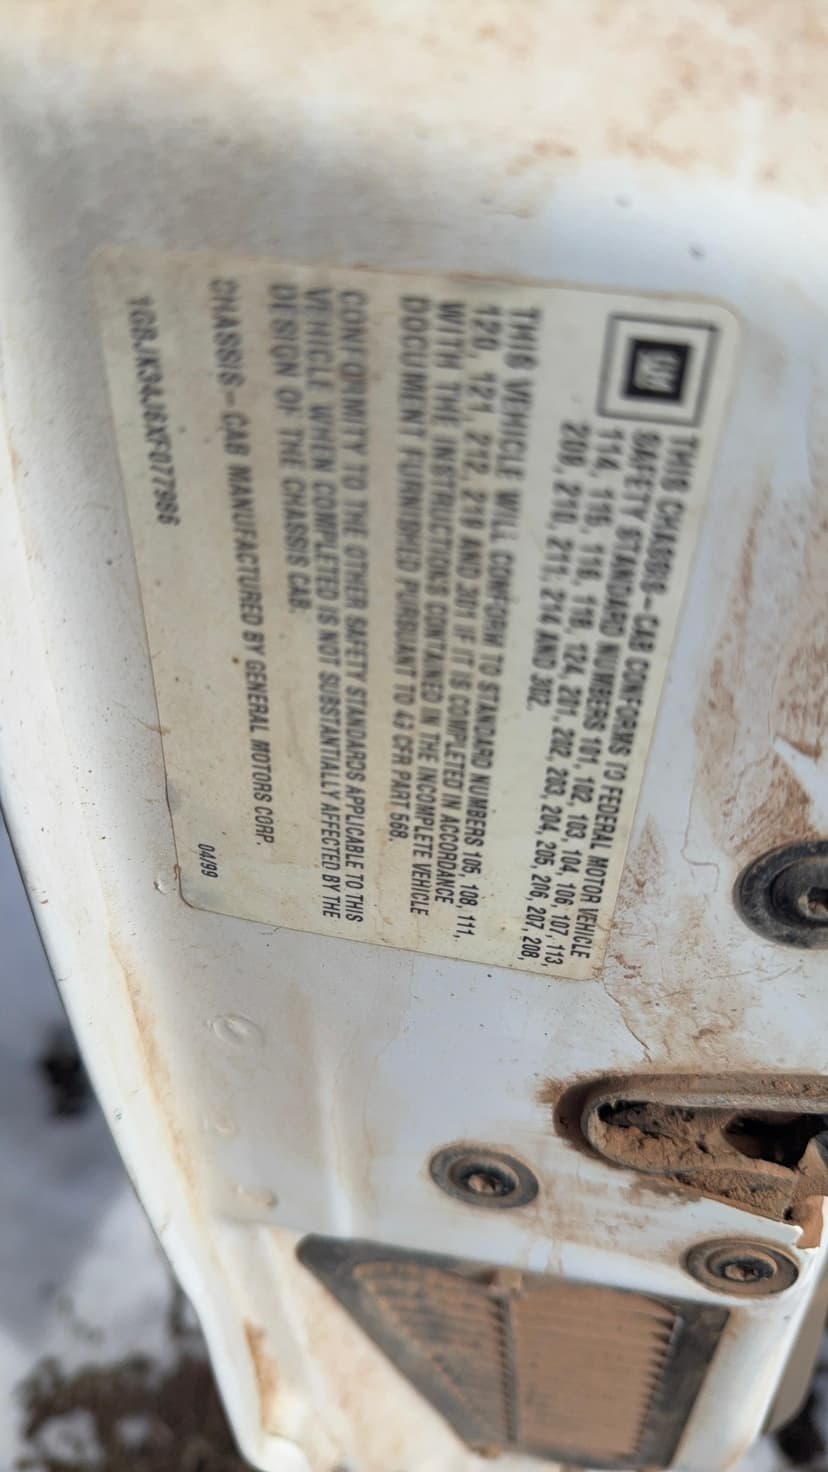 GM
THIS CHASSIS-CAB CONFORMS TO FEDERAL MOTOR VEHICLE
SAFETY STANDARD NUMBERS 101, 102, 103, 104, 106, 107, 113,
114, 115, 116, 118, 124, 201, 202, 203, 204, 205, 206, 207, 208,
209, 210, 211, 214 AND 302.
THIS VEHICLE WILL CONFORM TO STANDARD NUMBERS 105, 108, 111,
120, 121, 212, 219 AND 301 IF IT IS COMPLETED IN ACCORDANCE
WITH THE INSTRUCTIONS CONTAINED IN THE INCOMPLETE VEHICLE
DOCUMENT FURNISHED PURSUANT TO 49 CFR PART 568.
CONFORMITY TO THE OTHER SAFETY STANDARDS APPLICABLE TO THIS
VEHICLE WHEN COMPLETED IS NOT SUBSTANTIALLY AFFECTED BY THE
DESIGN OF THE CHASSIS CAB.
CHASSIS-CAB MANUFACTURED BY GENERAL MOTORS CORP.
1GBJK34J6XF077986 04/99